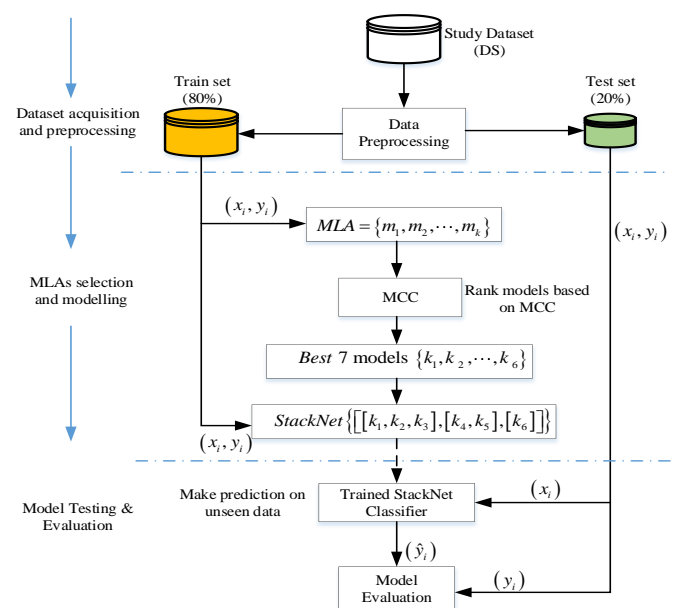 Study Dataset
(DS)
Train set
(80%)
Test set
(20%)
Dataset acquisition
and preprocessing
Data
Preprocessing
(x_i, y_i)
MLA = {m_1, m_2, ⋯, m_k}
(x_i, y_i)
MLAs selection
and modelling
MCC
Rank models based
on MCC
Best 7 models {k_1, k_2, ⋯, k_6}
StackNet{[[k_1, k_2, k_3], [k_4, k_5], [k_6]]}
(x_i, y_i)
Model Testing &
Evaluation
Make prediction on
unseen data
Trained StackNet
Classifier
(x_i)
(ŷ_i)
Model
Evaluation
(y_i)